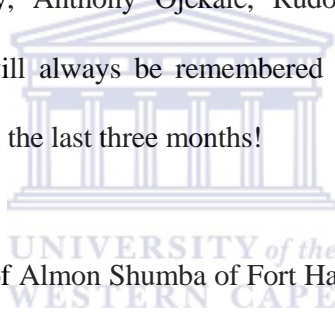 y, Anthony Ojekale, Rudo
ill always be remembered
the last three months!
UNIVERSITY of the
of Almon Shumba of Fort Ha
WESTERN CAPE